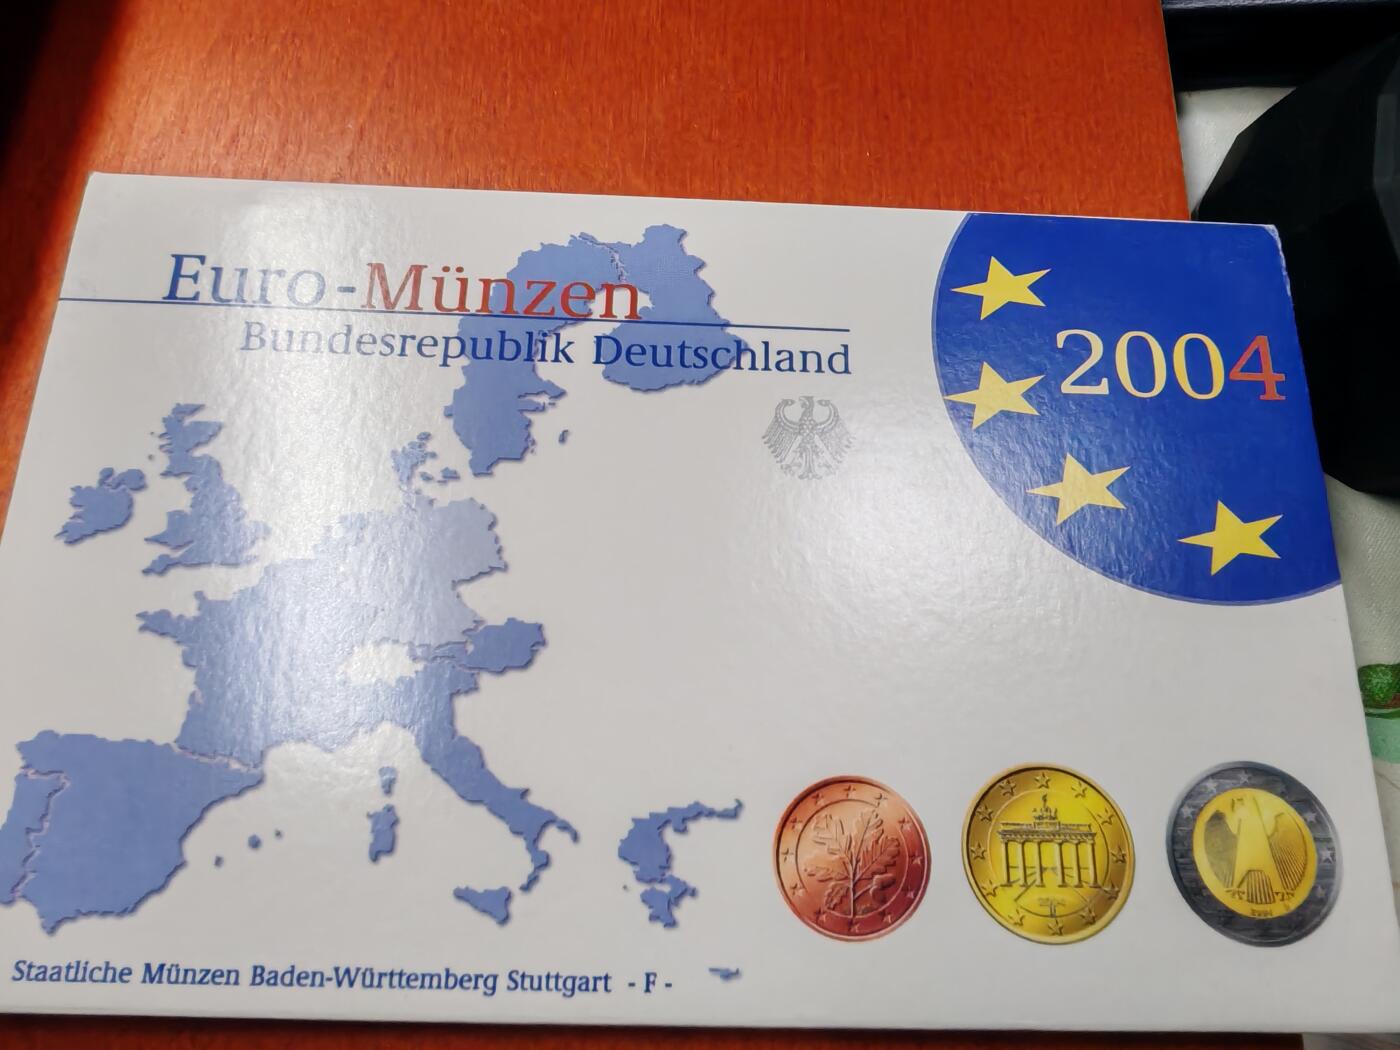 Euro-Münzen
Bundesrepublik Deutschland
2004
Staatliche Münzen Baden-Württemberg Stuttgart - F -